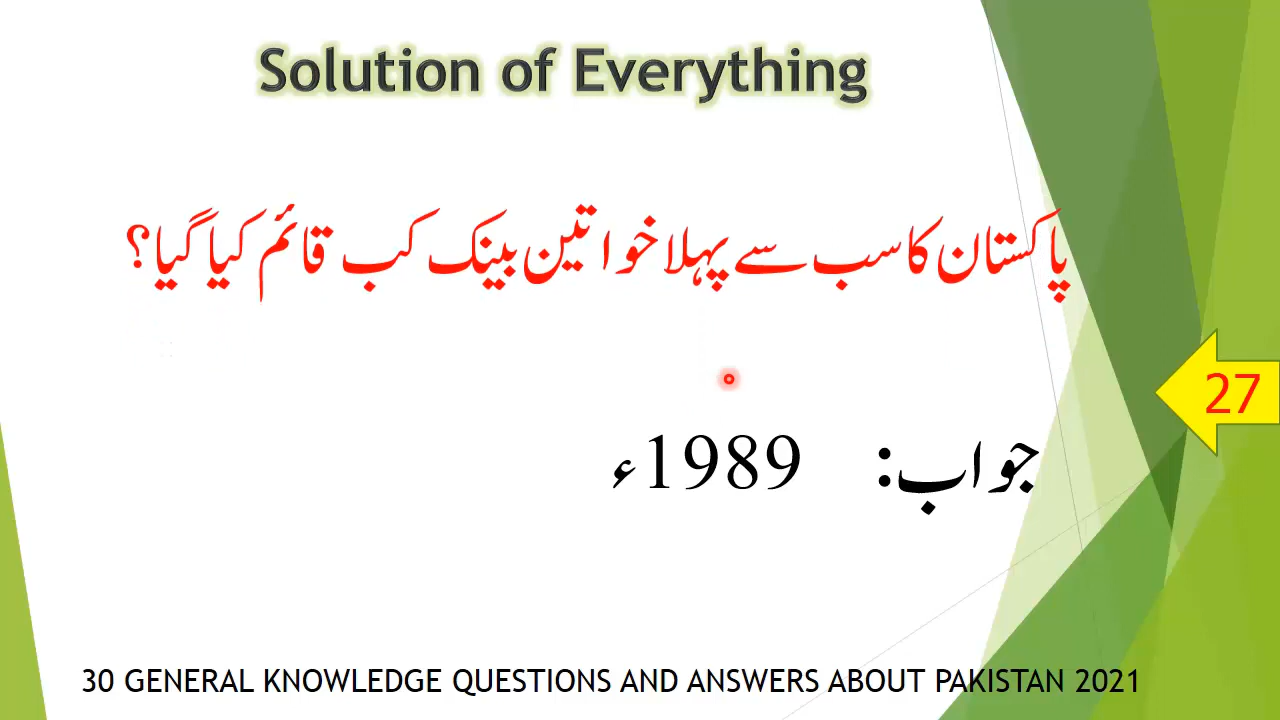 Solution of Everything
پاکستان کا سب سے پہلا خواتین بینک کب قائم کیا گیا؟
27
جواب: 1989ء
30 GENERAL KNOWLEDGE QUESTIONS AND ANSWERS ABOUT PAKISTAN 2021